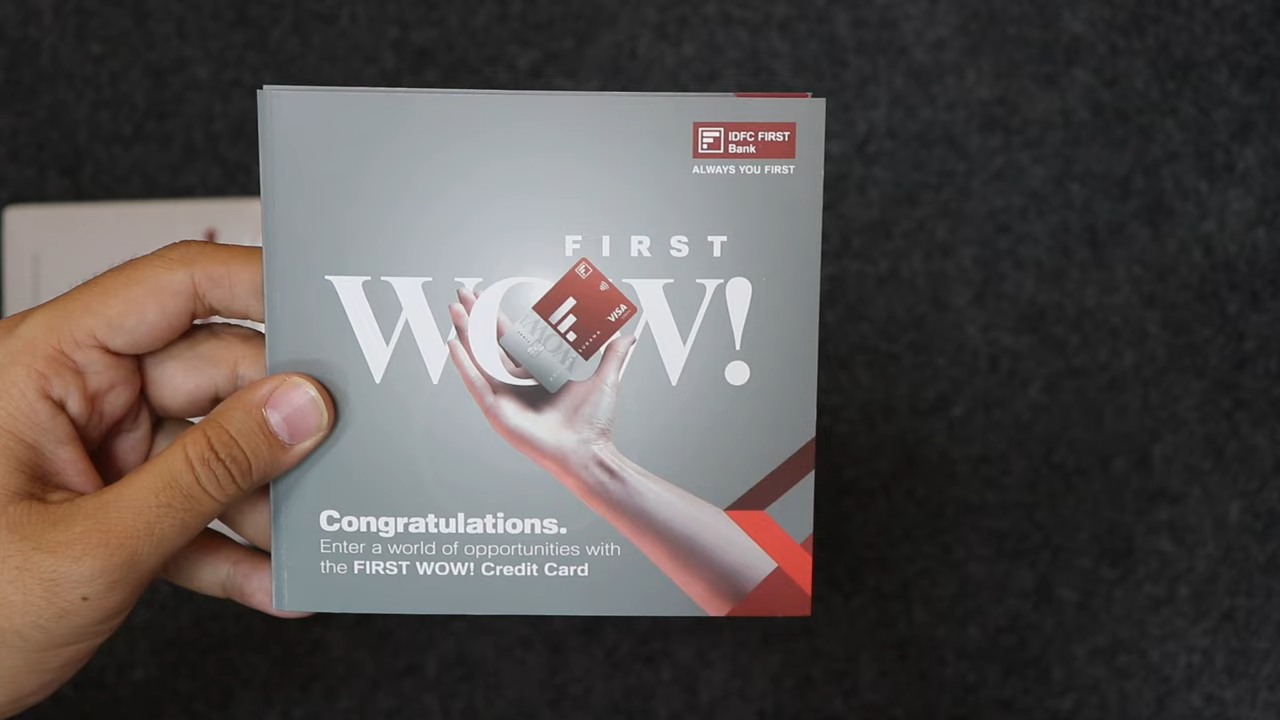 IDFC FIRST
Bank
ALWAYS YOU FIRST
FIRST
WOW!
VISA
Congratulations.
Enter a world of opportunities with
the FIRST WOW! Credit Card